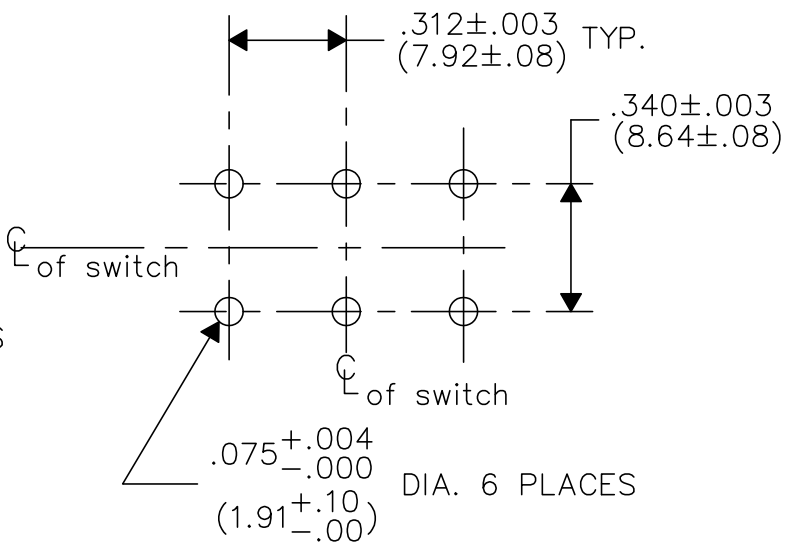 .312±.003
(7.92±.08) TYP.
.340±.003
(8.64±.08)
℄ of switch
S
℄ of switch
.075 +.004 -.000
(1.91 +.10 -.00) DIA. 6 PLACES